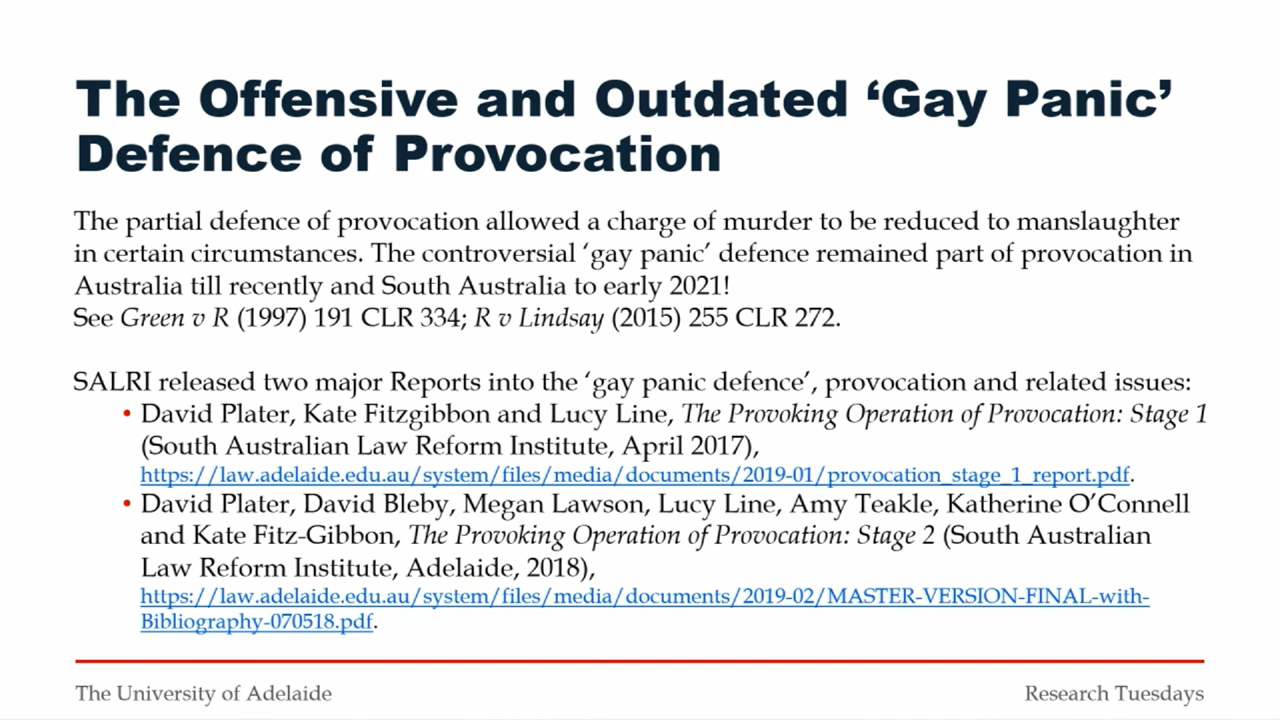 The Offensive and Outdated ‘Gay Panic’
Defence of Provocation
The partial defence of provocation allowed a charge of murder to be reduced to manslaughter
in certain circumstances. The controversial ‘gay panic’ defence remained part of provocation in
Australia till recently and South Australia to early 2021!
See Green v R (1997) 191 CLR 334; R v Lindsay (2015) 255 CLR 272.
SALRI released two major Reports into the ‘gay panic defence’, provocation and related issues:
• David Plater, Kate Fitzgibbon and Lucy Line, The Provoking Operation of Provocation: Stage 1
(South Australian Law Reform Institute, April 2017),
https://law.adelaide.edu.au/system/files/media/documents/2019-01/provocation_stage_1_report.pdf.
• David Plater, David Bleby, Megan Lawson, Lucy Line, Amy Teakle, Katherine O’Connell
and Kate Fitz-Gibbon, The Provoking Operation of Provocation: Stage 2 (South Australian
Law Reform Institute, Adelaide, 2018),
https://law.adelaide.edu.au/system/files/media/documents/2019-02/MASTER-VERSION-FINAL-with-
Bibliography-070518.pdf.
The University of Adelaide
Research Tuesdays